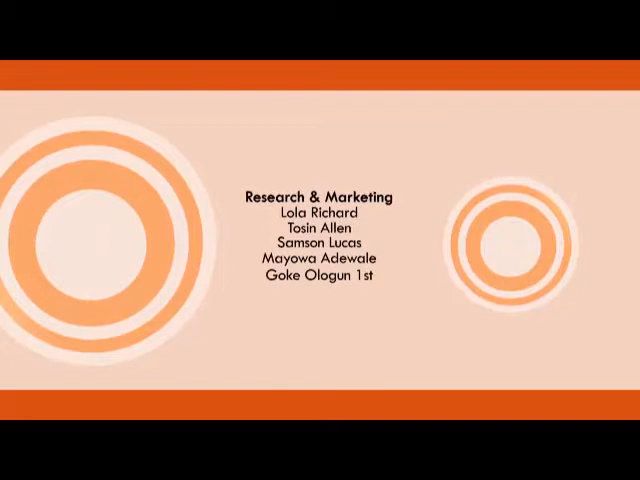 Research & Marketing
Lola Richard
Tosin Allen
Samson Lucas
Mayowa Adewale
Goke Ologun 1st